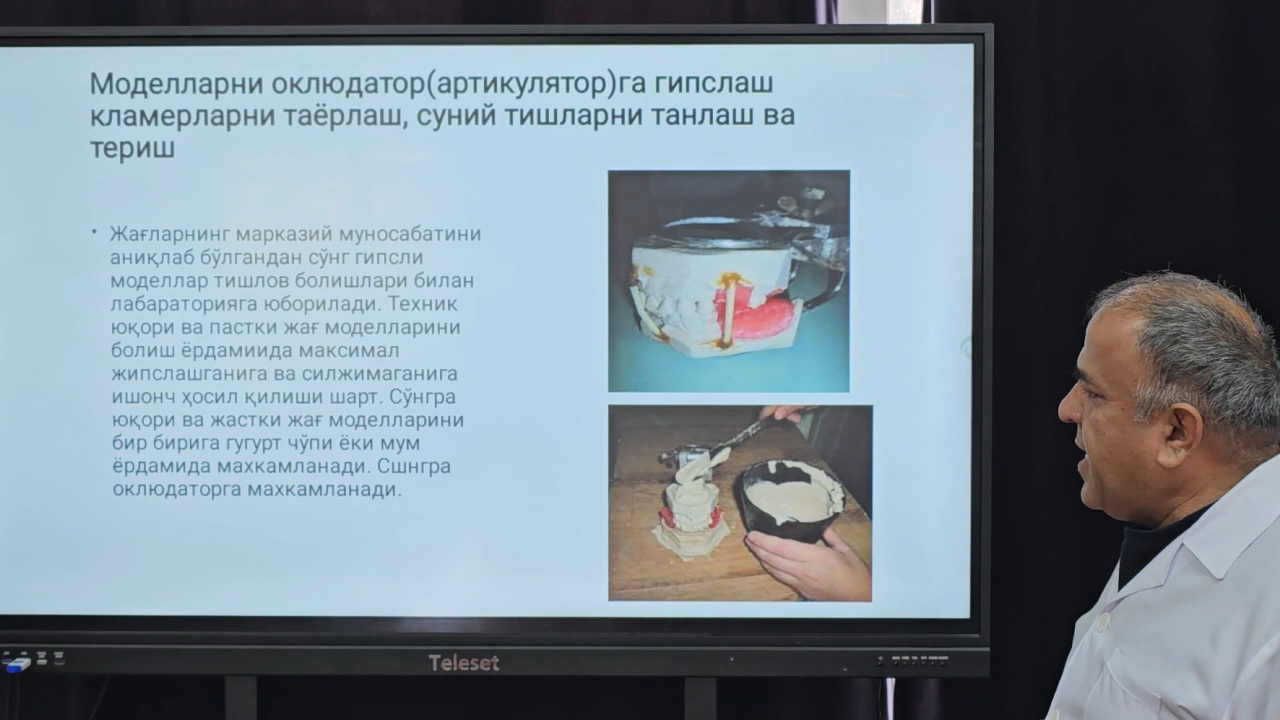 Моделларни оклюдатор(артикулятор)га гипслаш
кламерларни таёрлаш, суний тишларни танлаш ва
териш
• Жағларнинг марказий муносабатини
аниқлаб бўлгандан сўнг гипсли
моделлар тишлов болишлари билан
лабараторияга юборилади. Техник
юқори ва пастки жағ моделларини
болиш ёрдамиида максимал
жипслашганига ва силжимаганига
ишонч ҳосил қилиши шарт. Сўнгра
юқори ва жастки жағ моделларини
бир бирига гугурт чўпи ёки мум
ёрдамида махкамланади. Сшнгра
оклюдаторга махкамланади.
Teleset